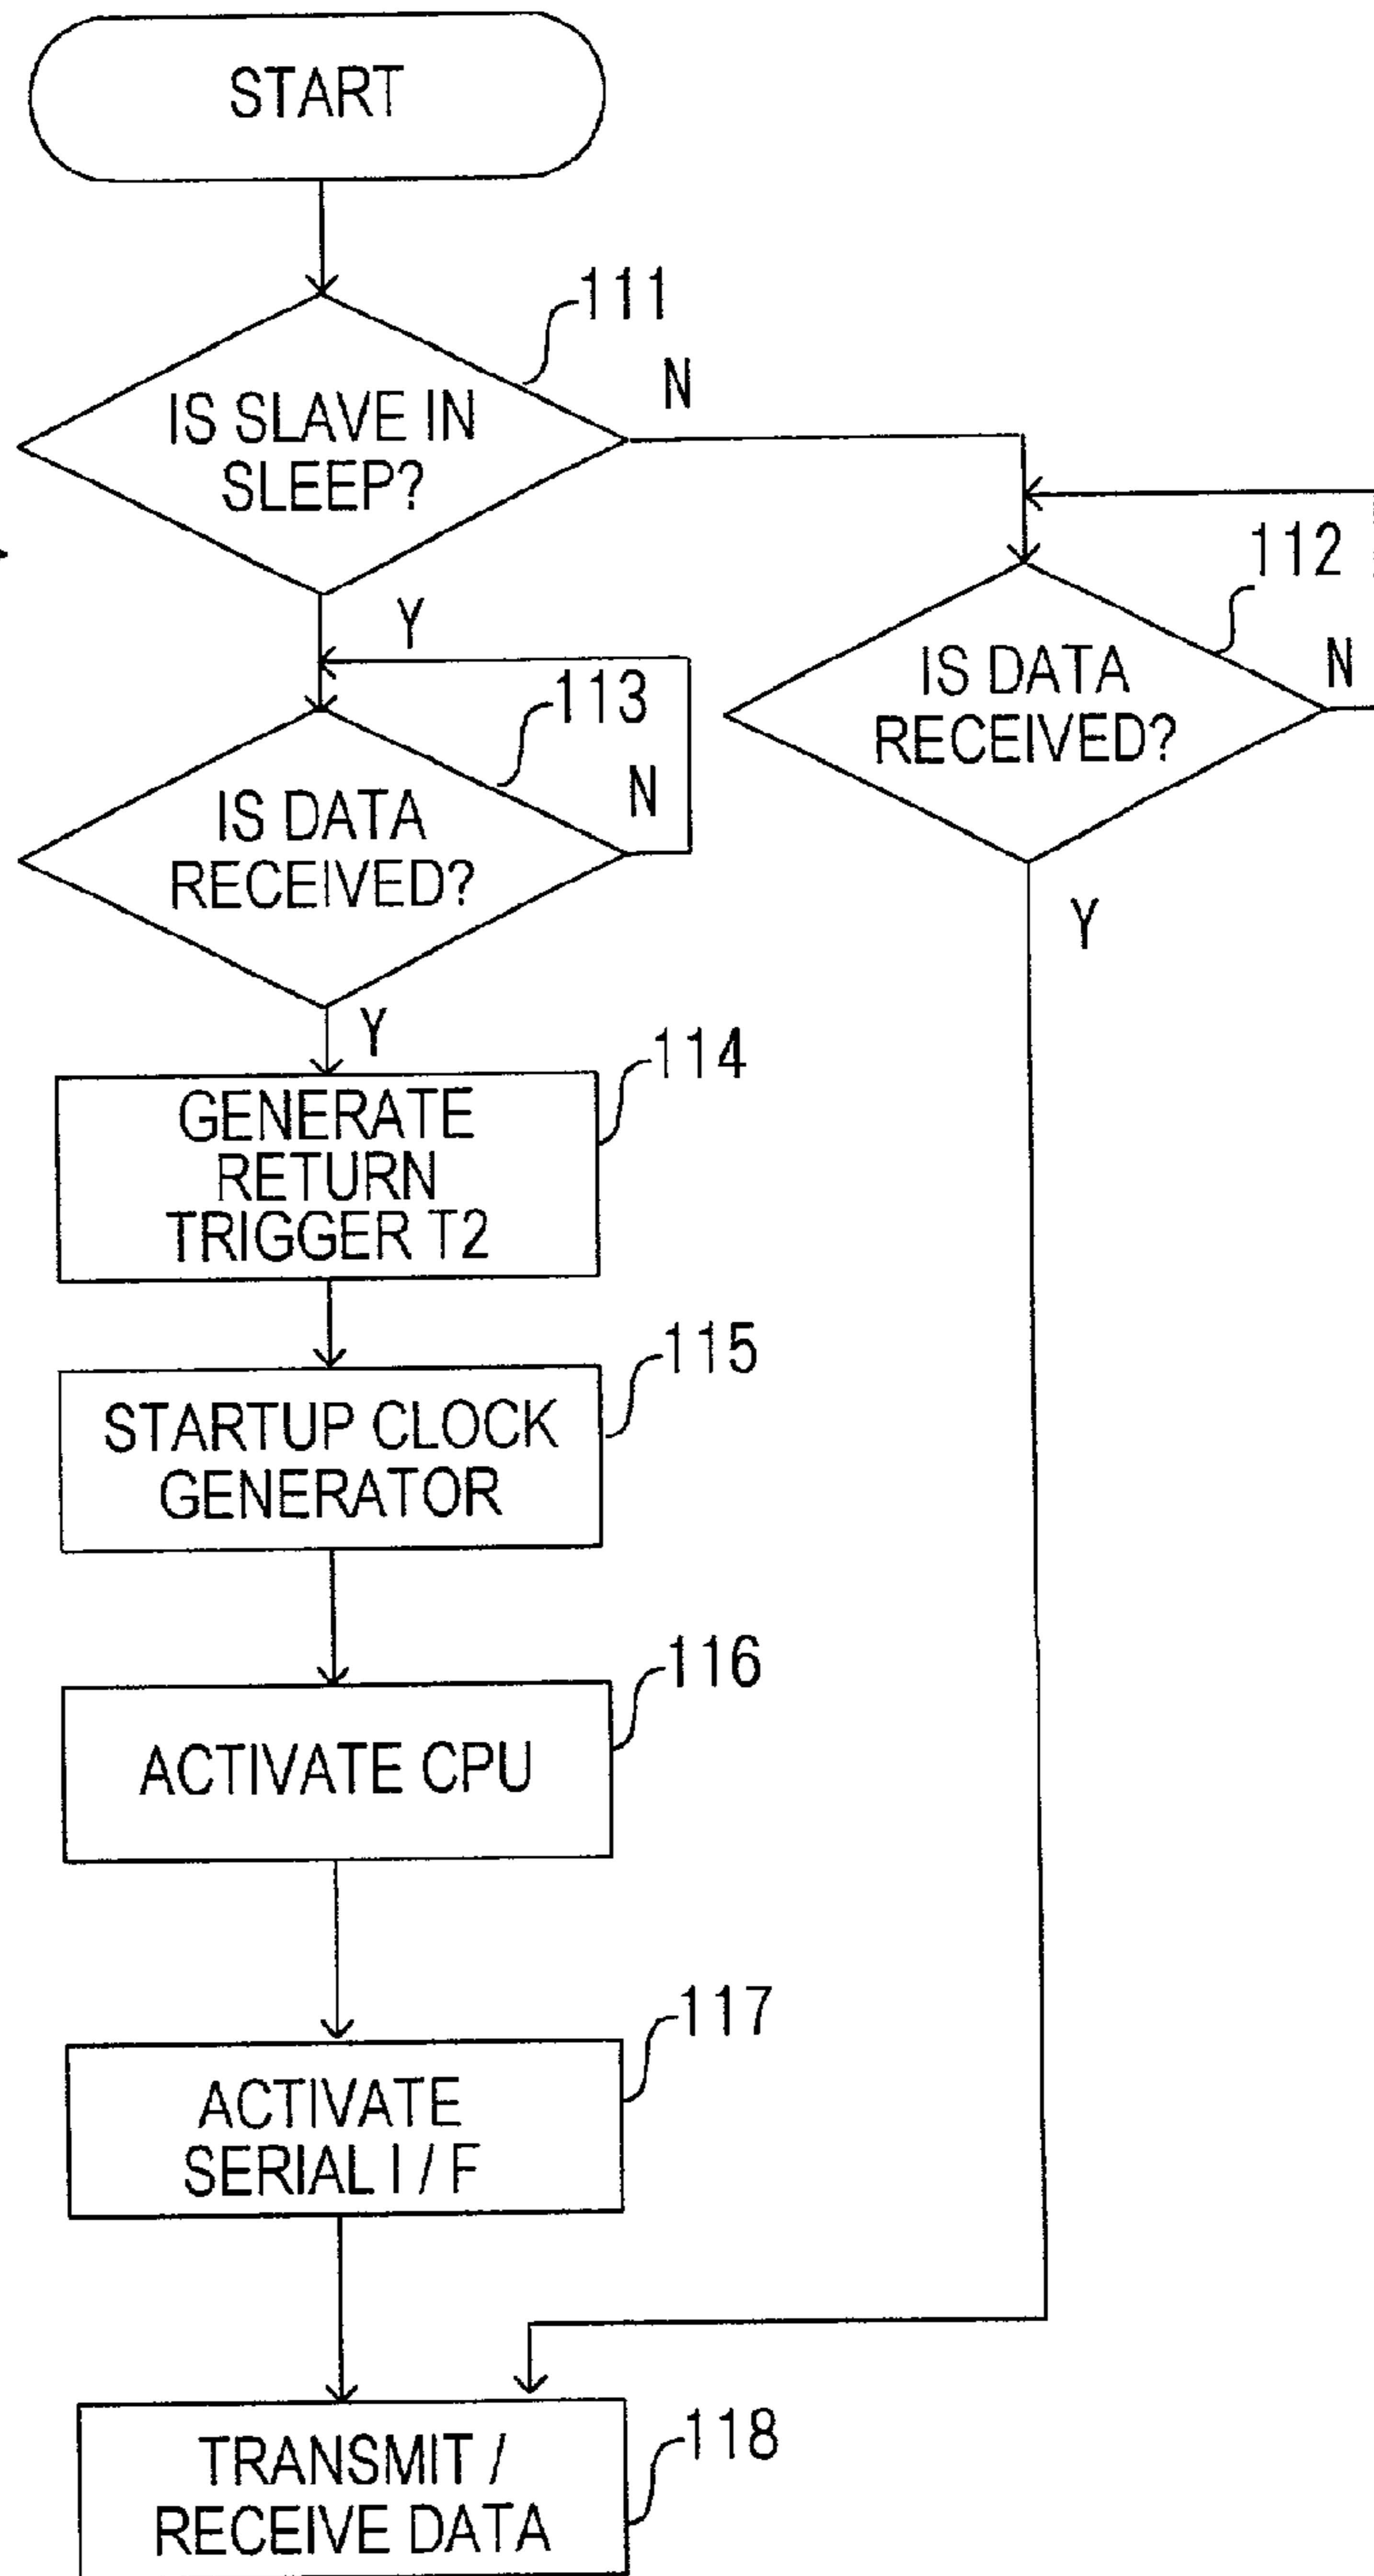 START
111
N
IS SLAVE IN
SLEEP?
112
Y
IS DATA
RECEIVED?
N
113
N
IS DATA
RECEIVED?
Y
Y
114
GENERATE
RETURN
TRIGGER T2
115
STARTUP CLOCK
GENERATOR
116
ACTIVATE CPU
117
ACTIVATE
SERIAL I / F
118
TRANSMIT /
RECEIVE DATA